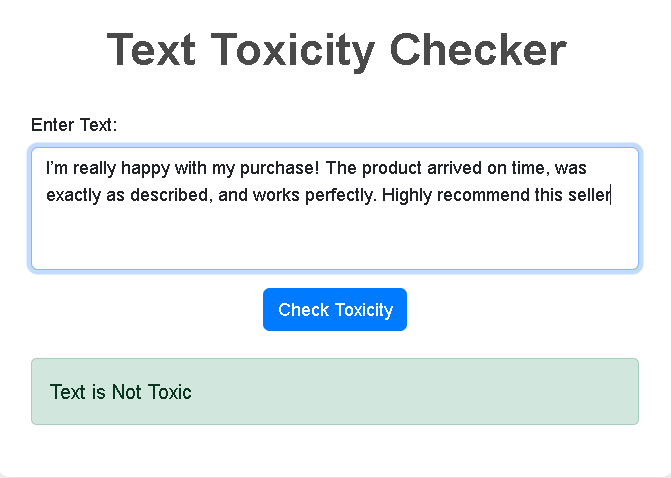 Text Toxicity Checker
Enter Text:
I’m really happy with my purchase! The product arrived on time, was
exactly as described, and works perfectly. Highly recommend this seller
Check Toxicity
Text is Not Toxic